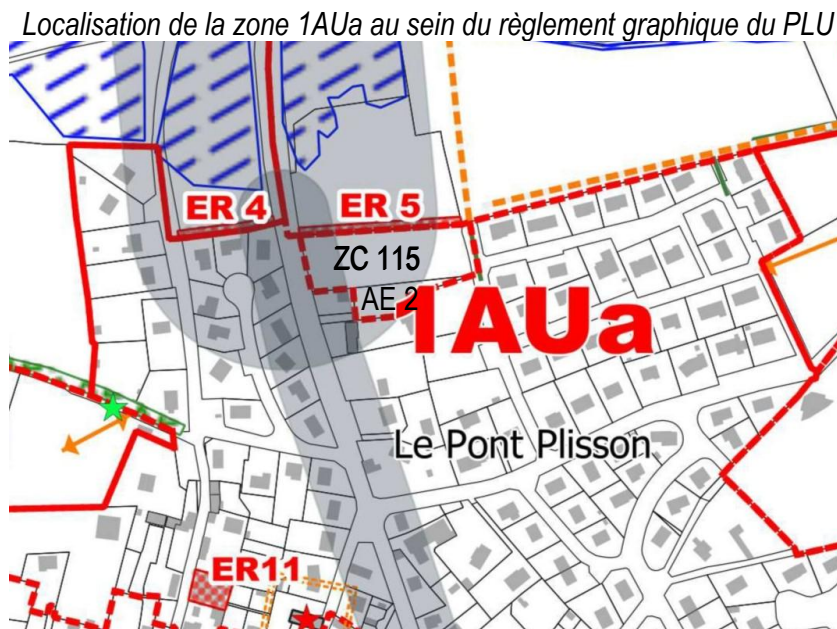 Localisation de la zone 1AUa au sein du règlement graphique du PLU
ER 4
ER 5
ZC 115
AE 2
1AUa
Le Pont Plisson
ER11